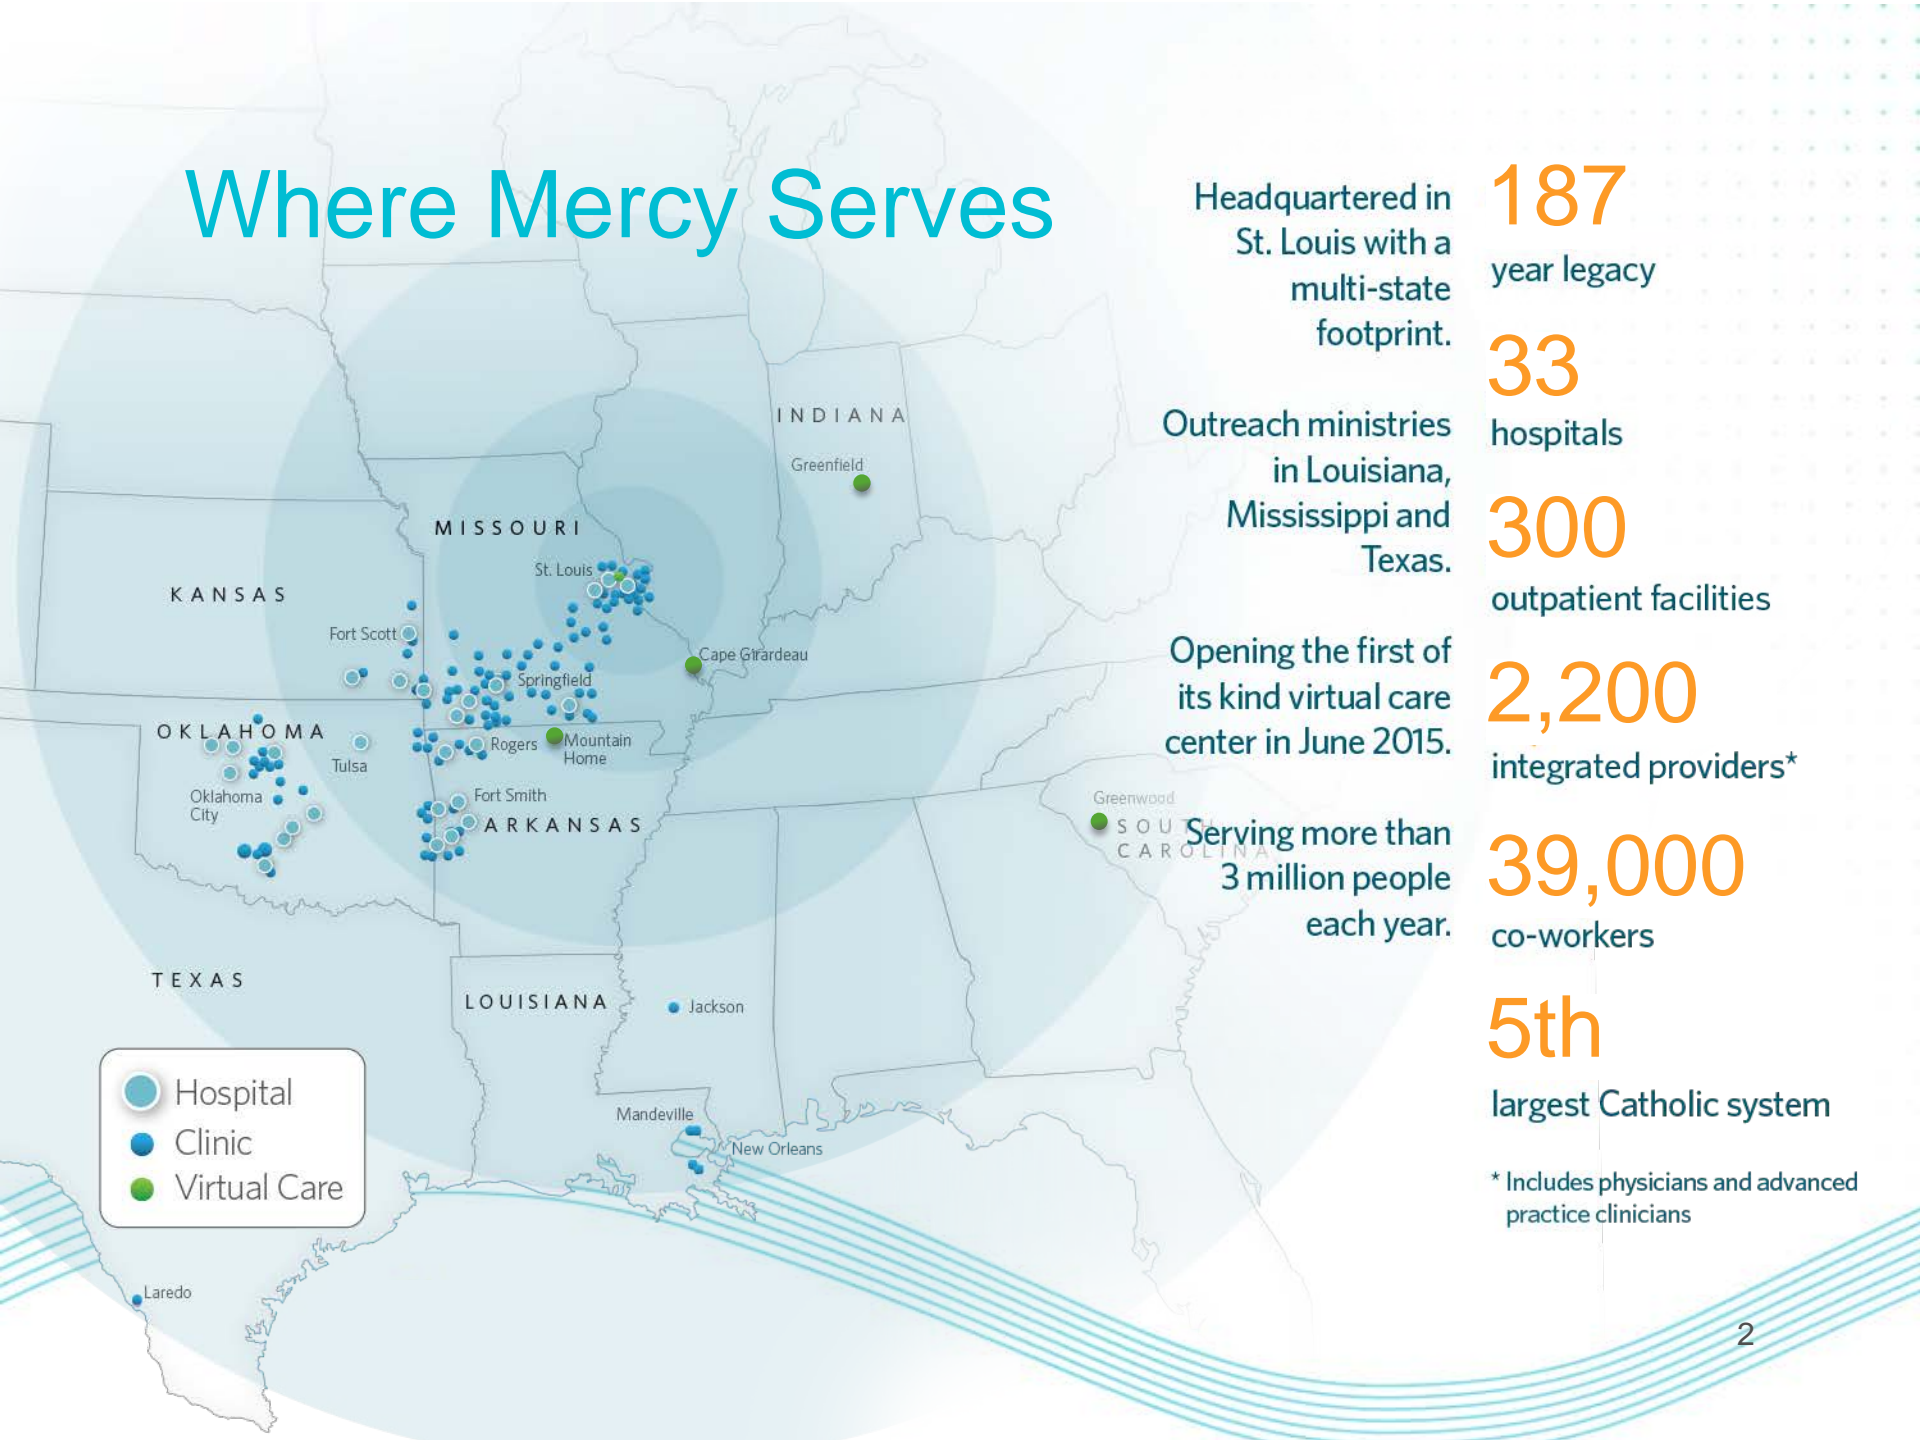 Where Mercy Serves
Headquartered in
St. Louis with a
multi-state
footprint.
Outreach ministries
in Louisiana,
Mississippi and
Texas.
Opening the first of
its kind virtual care
center in June 2015.
Serving more than
3 million people
each year.
187
year legacy
33
hospitals
300
outpatient facilities
2,200
integrated providers*
39,000
co-workers
5th
largest Catholic system
* Includes physicians and advanced
practice clinicians
INDIANA
Greenfield
MISSOURI
St. Louis
KANSAS
Fort Scott
Cape Girardeau
Springfield
OKLAHOMA
Tulsa
Rogers
Mountain
Home
Oklahoma
City
Fort Smith
ARKANSAS
Greenwood
SOUTH
CAROLINA
TEXAS
LOUISIANA
Jackson
Mandeville
New Orleans
Laredo
Hospital
Clinic
Virtual Care
2